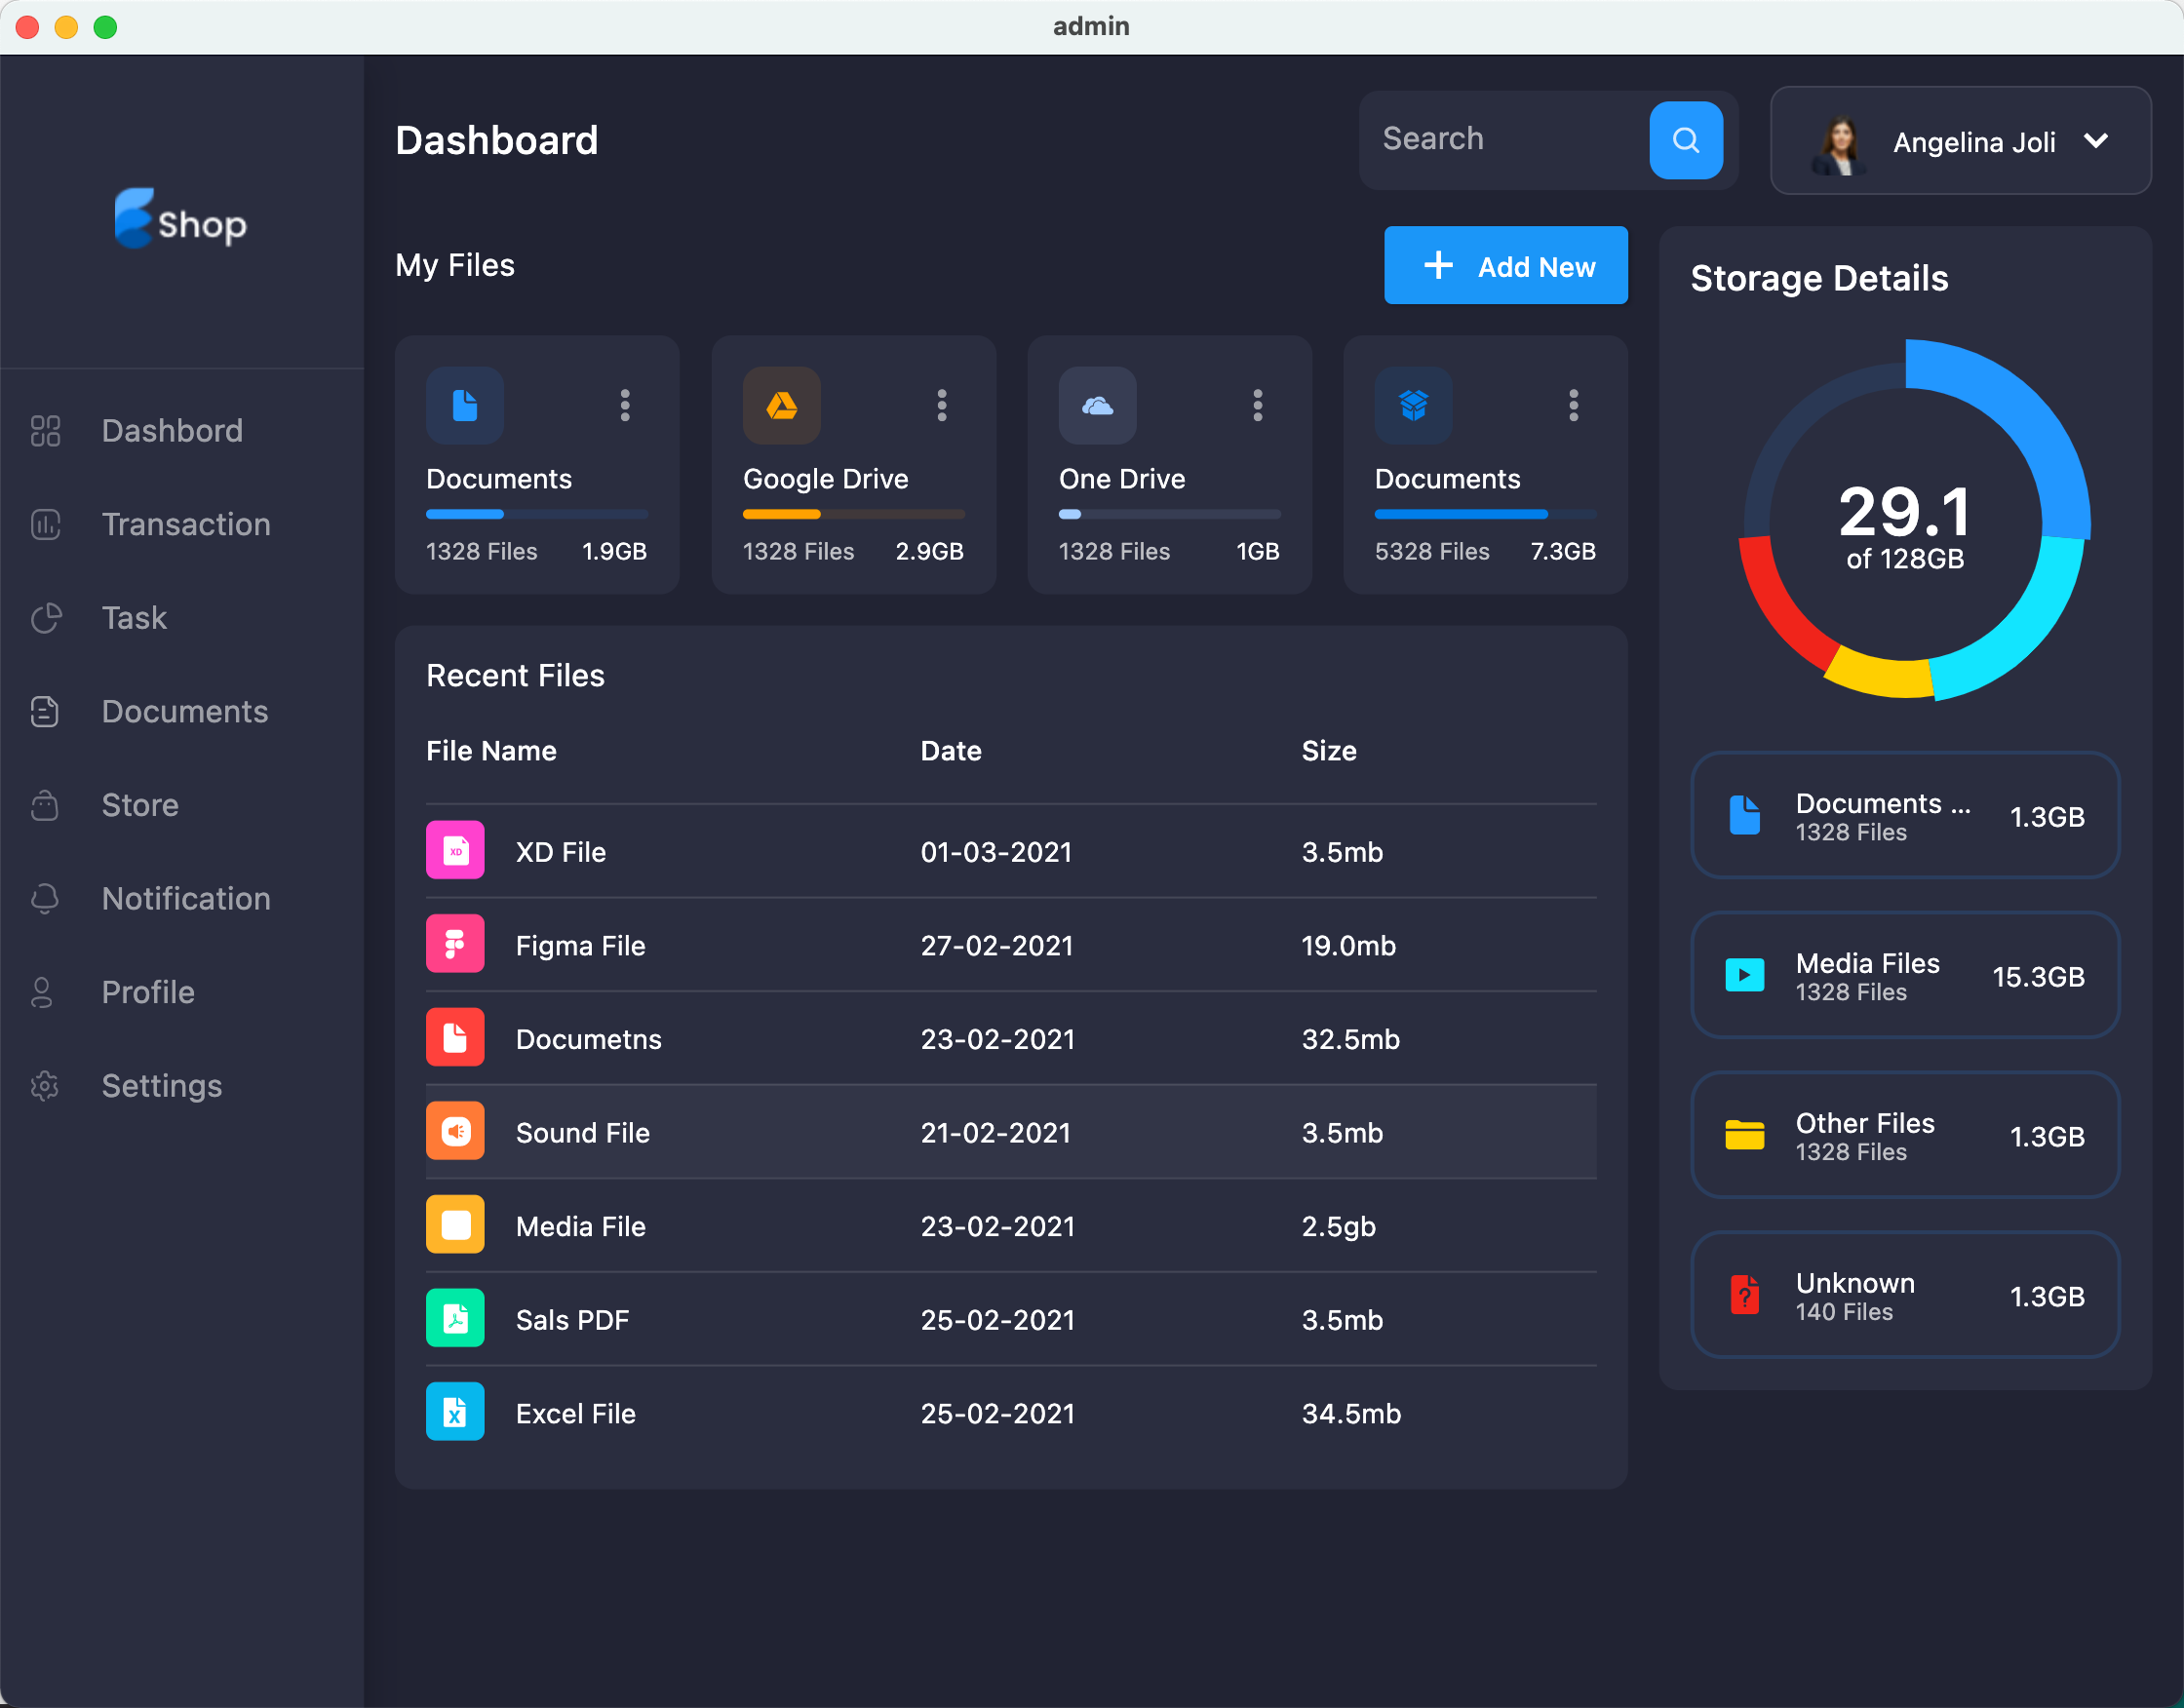 admin
Shop
Dashbord
Transaction
Task
Documents
Store
Notification
Profile
Settings
Dashboard
Search
Angelina Joli
My Files
Add New
Documents
1328 Files 1.9GB
Google Drive
1328 Files 2.9GB
One Drive
1328 Files 1GB
Documents
5328 Files 7.3GB
Recent Files
File Name Date Size
XD
XD File 01-03-2021 3.5mb
Figma File 27-02-2021 19.0mb
Documetns 23-02-2021 32.5mb
Sound File 21-02-2021 3.5mb
Media File 23-02-2021 2.5gb
Sals PDF 25-02-2021 3.5mb
X
Excel File 25-02-2021 34.5mb
Storage Details
29.1
of 128GB
Documents ... 1.3GB
1328 Files
Media Files 15.3GB
1328 Files
Other Files 1.3GB
1328 Files
?
Unknown 1.3GB
140 Files